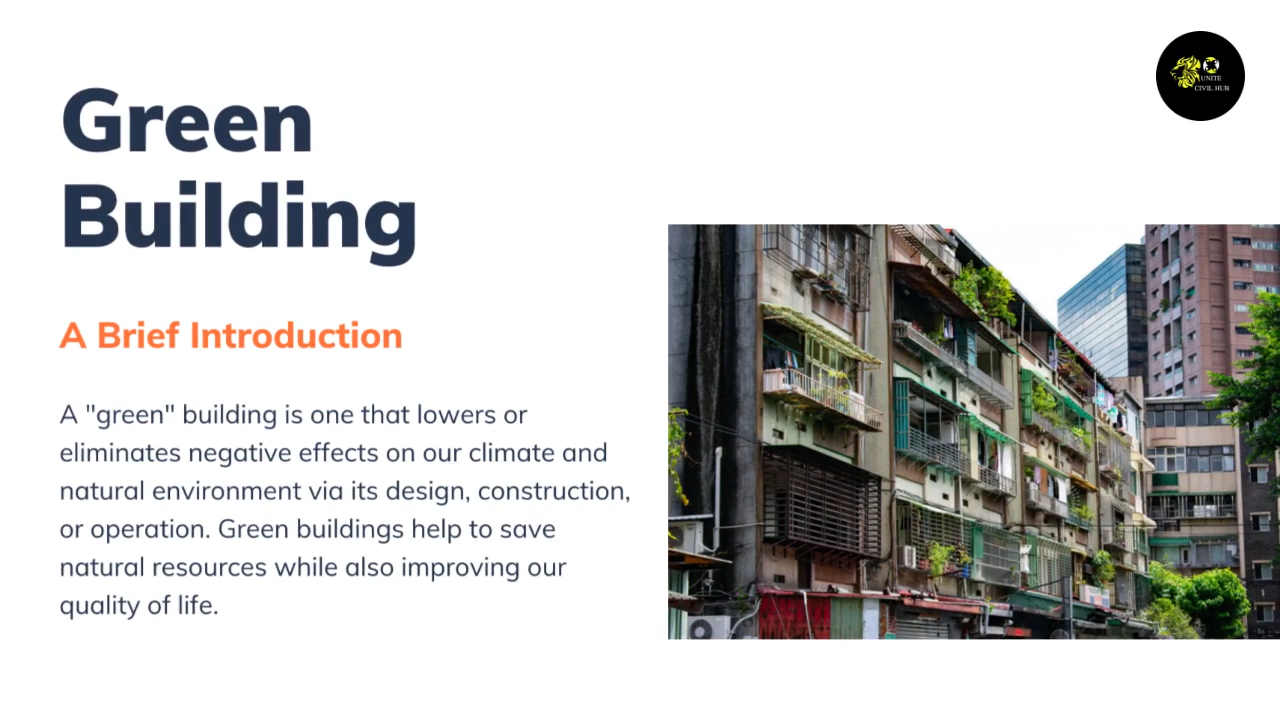 Green
Building
A Brief Introduction
A "green" building is one that lowers or
eliminates negative effects on our climate and
natural environment via its design, construction,
or operation. Green buildings help to save
natural resources while also improving our
quality of life.
UNITE
CIVIL HUB